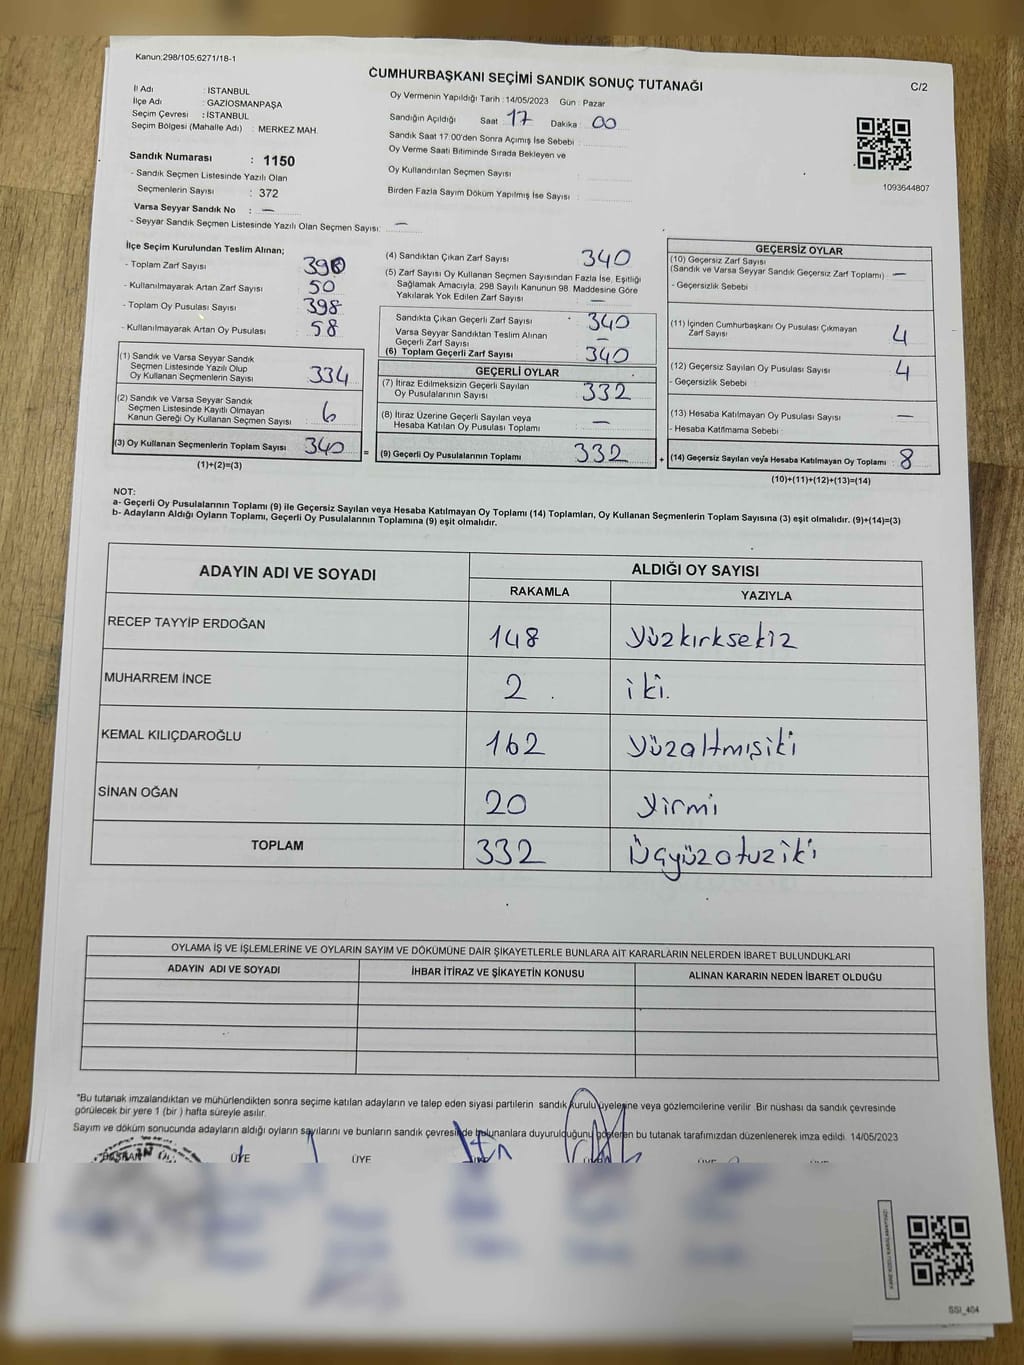 Kanun:298/105;6271/18-1
CUMHURBAŞKANI SEÇİMİ SANDIK SONUÇ TUTANAĞI
C/2
İl Adı : İSTANBUL
İlçe Adı : GAZİOSMANPAŞA
Seçim Çevresi : İSTANBUL
Seçim Bölgesi (Mahalle Adı) : MERKEZ MAH.
Sandık Numarası : 1150
- Sandık Seçmen Listesinde Yazılı Olan
Seçmenlerin Sayısı : 372
Varsa Seyyar Sandık No : —
- Seyyar Sandık Seçmen Listesinde Yazılı Olan Seçmen Sayısı: —
Oy Vermenin Yapıldığı Tarih : 14/05/2023 Gün : Pazar
Sandığın Açıldığı Saat 17 Dakika 00
Sandık Saat 17:00'den Sonra Açımış İse Sebebi :
Oy Verme Saati Bitiminde Sırada Bekleyen ve
Oy Kullandırılan Seçmen Sayısı :
Birden Fazla Sayım Döküm Yapılmış İse Sayısı :
1093644807
İlçe Seçim Kurulundan Teslim Alınan;
- Toplam Zarf Sayısı : 390
- Kullanılmayarak Artan Zarf Sayısı : 50
- Toplam Oy Pusulası Sayısı : 398
- Kullanılmayarak Artan Oy Pusulası : 58
(1) Sandık ve Varsa Seyyar Sandık
Seçmen Listesinde Yazılı Olup
Oy Kullanan Seçmenlerin Sayısı : 334
(2) Sandık ve Varsa Seyyar Sandık
Seçmen Listesinde Kayıtlı Olmayan
Kanun Gereği Oy Kullanan Seçmen Sayısı : 6
(3) Oy Kullanan Seçmenlerin Toplam Sayısı : 340
(1)+(2)=(3)
=
(4) Sandıktan Çıkan Zarf Sayısı : 340
(5) Zarf Sayısı Oy Kullanan Seçmen Sayısından Fazla İse, Eşitliği
Sağlamak Amacıyla, 298 Sayılı Kanunun 98. Maddesine Göre
Yakılarak Yok Edilen Zarf Sayısı : —
Sandıkta Çıkan Geçerli Zarf Sayısı : 340
Varsa Seyyar Sandıktan Teslim Alınan
Geçerli Zarf Sayısı : —
(6) Toplam Geçerli Zarf Sayısı : 340
GEÇERLİ OYLAR
(7) İtiraz Edilmeksizin Geçerli Sayılan
Oy Pusulalarının Sayısı : 332
(8) İtiraz Üzerine Geçerli Sayılan veya
Hesaba Katılan Oy Pusulası Toplamı : —
(9) Geçerli Oy Pusulalarının Toplamı : 332
+
GEÇERSİZ OYLAR
(10) Geçersiz Zarf Sayısı
(Sandık ve Varsa Seyyar Sandık Geçersiz Zarf Toplamı) : —
- Geçersizlik Sebebi
(11) İçinden Cumhurbaşkanı Oy Pusulası Çıkmayan
Zarf Sayısı : 4
(12) Geçersiz Sayılan Oy Pusulası Sayısı : 4
- Geçersizlik Sebebi
(13) Hesaba Katılmayan Oy Pusulası Sayısı : —
- Hesaba Katılmama Sebebi
(14) Geçersiz Sayılan veya Hesaba Katılmayan Oy Toplamı : 8
(10)+(11)+(12)+(13)=(14)
NOT:
a- Geçerli Oy Pusulalarının Toplamı (9) ile Geçersiz Sayılan veya Hesaba Katılmayan Oy Toplamı (14) Toplamları, Oy Kullanan Seçmenlerin Toplam Sayısına (3) eşit olmalıdır. (9)+(14)=(3)
b- Adayların Aldığı Oyların Toplamı, Geçerli Oy Pusulalarının Toplamına (9) eşit olmalıdır.
ADAYIN ADI VE SOYADI ALDIĞI OY SAYISI
RAKAMLA YAZIYLA
RECEP TAYYİP ERDOĞAN 148 yüzkırksekiz
MUHARREM İNCE 2 iki.
KEMAL KILIÇDAROĞLU 162 yüzaltmışiki
SİNAN OĞAN 20 yirmi
TOPLAM 332 Üçyüzotuziki
OYLAMA İŞ VE İŞLEMLERİNE VE OYLARIN SAYIM VE DÖKÜMÜNE DAİR ŞİKAYETLERLE BUNLARA AİT KARARLARIN NELERDEN İBARET BULUNDUKLARI
ADAYIN ADI VE SOYADI İHBAR İTİRAZ VE ŞİKAYETİN KONUSU ALINAN KARARIN NEDEN İBARET OLDUĞU
"Bu tutanak imzalandıktan ve mühürlendikten sonra seçime katılan adayların ve talep eden siyasi partilerin sandık kurulu üyelerine veya gözlemcilerine verilir. Bir nüshası da sandık çevresinde
görülecek bir yere 1 (bir ) hafta süreyle asılır.
Sayım ve döküm sonucunda adayların aldığı oyların sayılarını ve bunların sandık çevresinde bulunanlara duyurulduğunu gösteren bu tutanak tarafımızdan düzenlenerek imza edildi. 14/05/2023
BAŞKAN ÜYE ÜYE
SSI_404